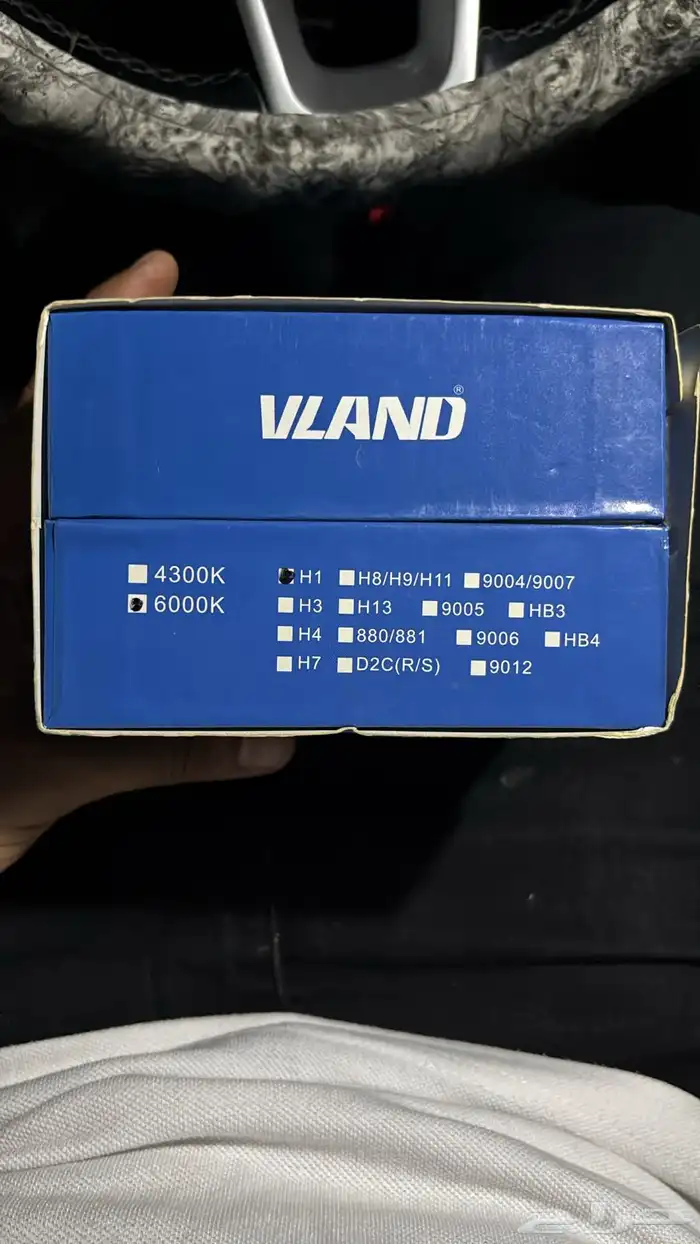 VLAND®
4300K
6000K
H1 H8/H9/H11 9004/9007
H3 H13 9005 HB3
H4 880/881 9006 HB4
H7 D2C(R/S) 9012